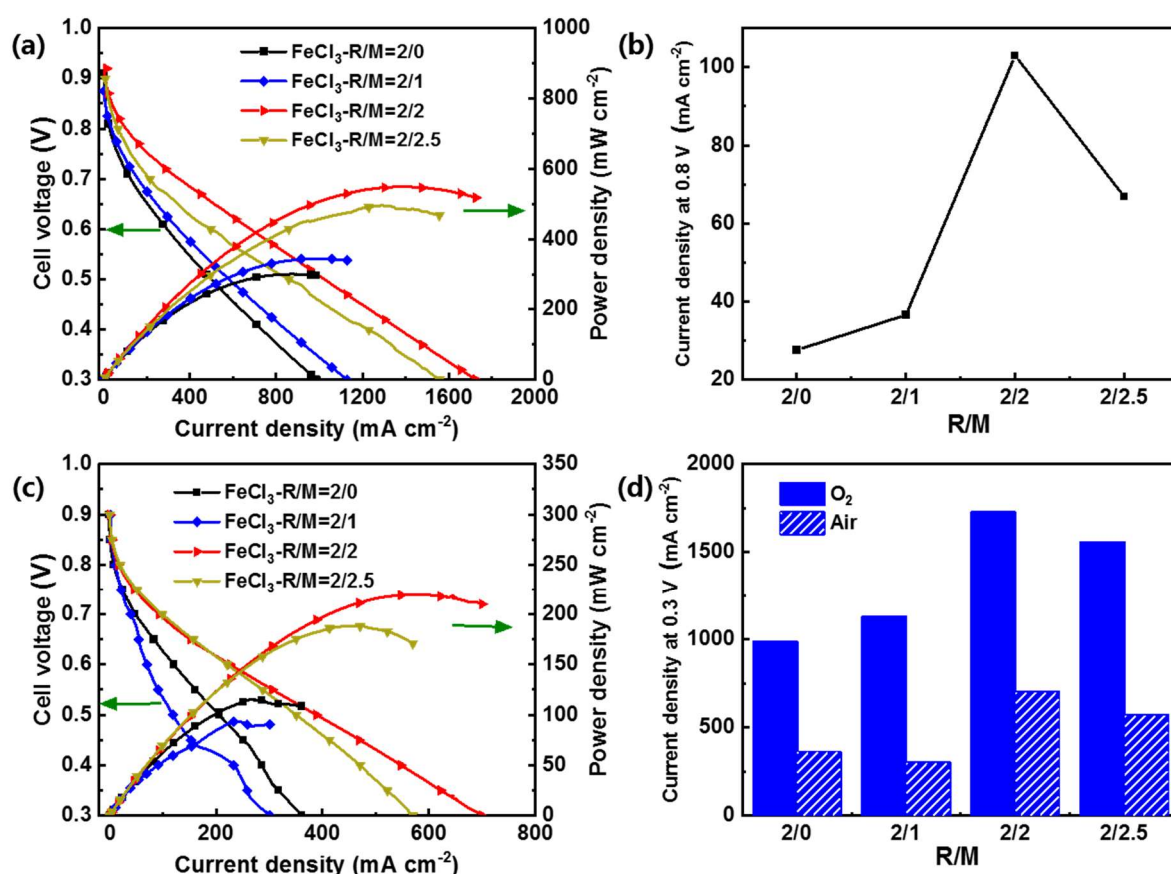 (a)
FeCl3-R/M=2/0
FeCl3-R/M=2/1
FeCl3-R/M=2/2
FeCl3-R/M=2/2.5
Cell voltage (V)
1.0
0.9
0.8
0.7
0.6
0.5
0.4
0.3
0 400 800 1200 1600 2000
Current density (mA cm-2)
1000
800
600
400
200
0
Power density (mW cm-2)
(b)
Current density at 0.8 V (mA cm-2)
100
80
60
40
20
2/0 2/1 2/2 2/2.5
R/M
(c)
FeCl3-R/M=2/0
FeCl3-R/M=2/1
FeCl3-R/M=2/2
FeCl3-R/M=2/2.5
Cell voltage (V)
1.0
0.9
0.8
0.7
0.6
0.5
0.4
0.3
0 200 400 600 800
Current density (mA cm-2)
350
300
250
200
150
100
50
0
Power density (mW cm-2)
(d)
O2
Air
Current density at 0.3 V (mA cm-2)
2000
1500
1000
500
0
2/0 2/1 2/2 2/2.5
R/M